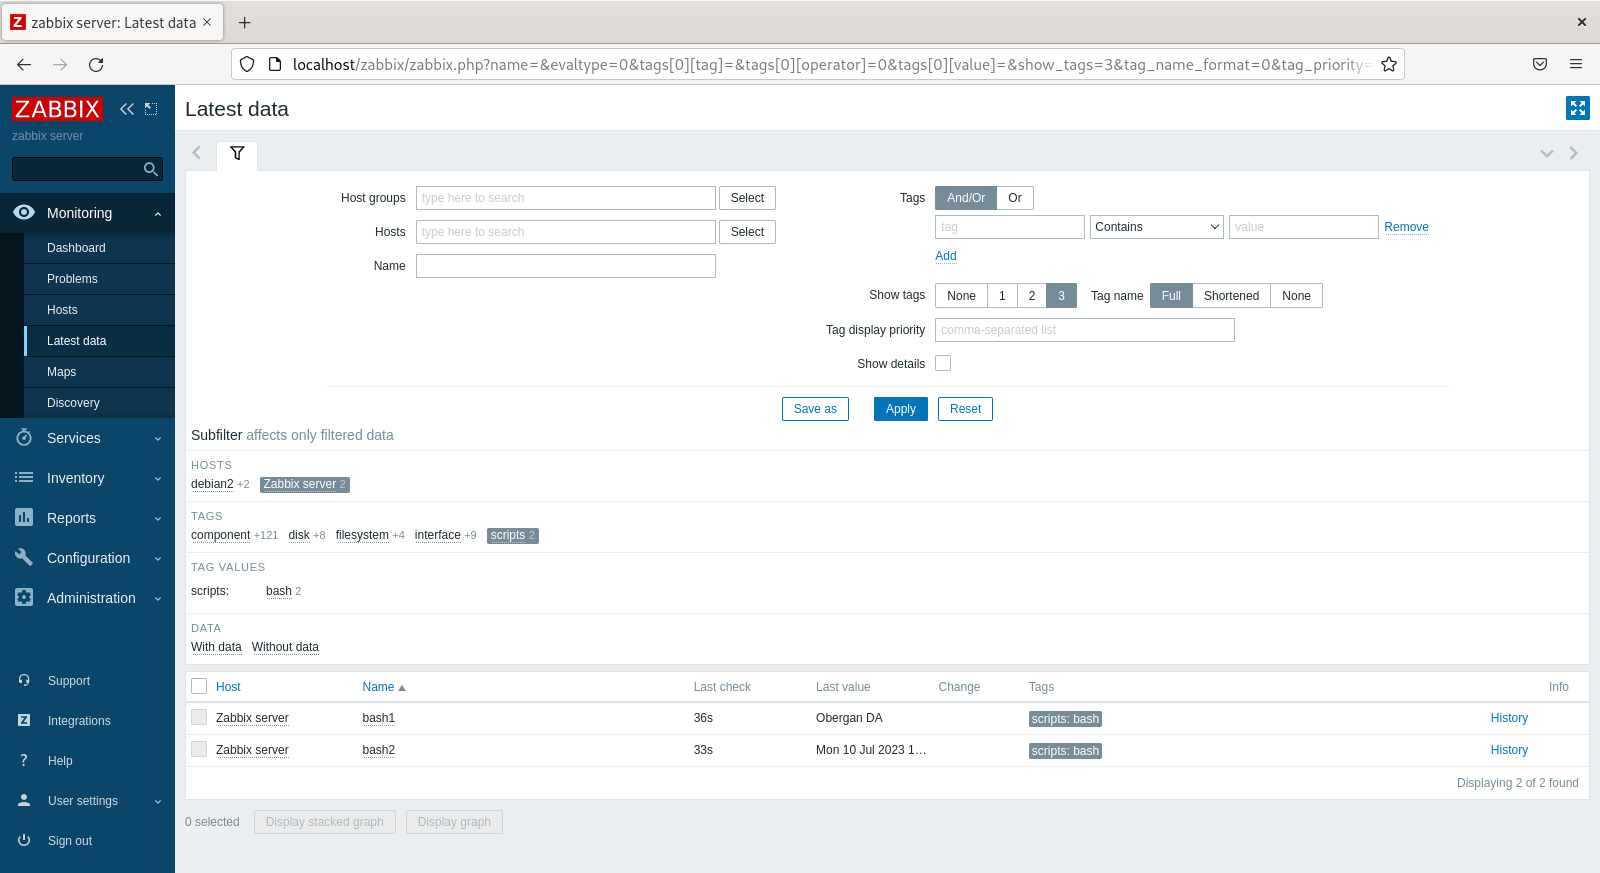 zabbix server: Latest data
localhost/zabbix/zabbix.php?name=&evaltype=0&tags[0][tag]=&tags[0][operator]=0&tags[0][value]=&show_tags=3&tag_name_format=0&tag_priority=
ZABBIX
zabbix server
Monitoring
Dashboard
Problems
Hosts
Latest data
Maps
Discovery
Services
Inventory
Reports
Configuration
Administration
Support
Integrations
Help
User settings
Sign out
Latest data
Host groups type here to search Select
Hosts type here to search Select
Name
Tags And/Or Or
tag Contains value Remove
Add
Show tags None 1 2 3 Tag name Full Shortened None
Tag display priority comma-separated list
Show details
Save as Apply Reset
Subfilter affects only filtered data
HOSTS
debian2 +2 Zabbix server 2
TAGS
component +121 disk +8 filesystem +4 interface +9 scripts 2
TAG VALUES
scripts: bash 2
DATA
With data Without data
Host Name Last check Last value Change Tags Info
Zabbix server bash1 36s Obergan DA scripts: bash History
Zabbix server bash2 33s Mon 10 Jul 2023 1… scripts: bash History
Displaying 2 of 2 found
0 selected Display stacked graph Display graph